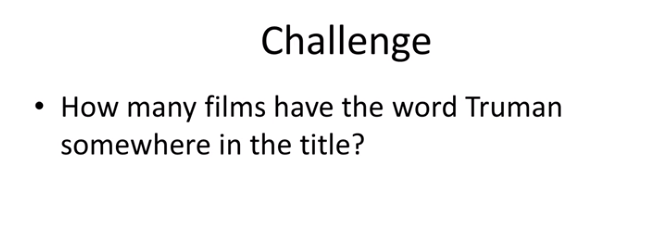 Challenge
• How many films have the word Truman
somewhere in the title?